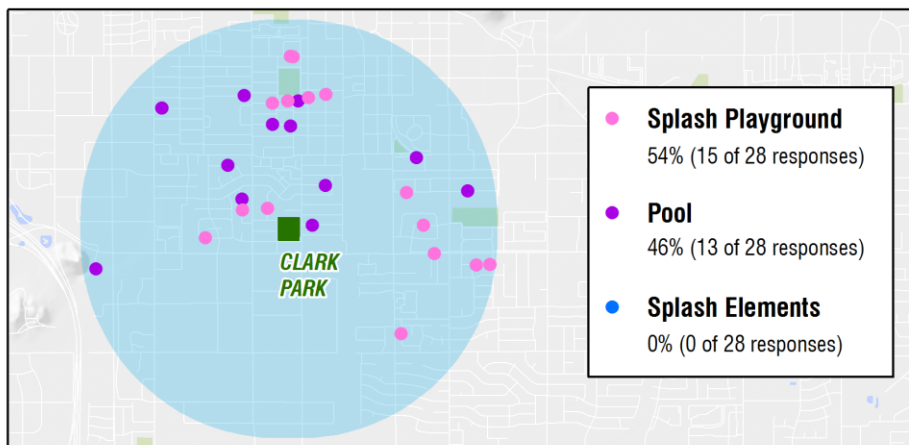 Splash Playground
54% (15 of 28 responses)
Pool
46% (13 of 28 responses)
CLARK
PARK
Splash Elements
0% (0 of 28 responses)